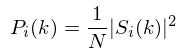 $P_i(k) = \frac{1}{N}|S_i(k)|^2$